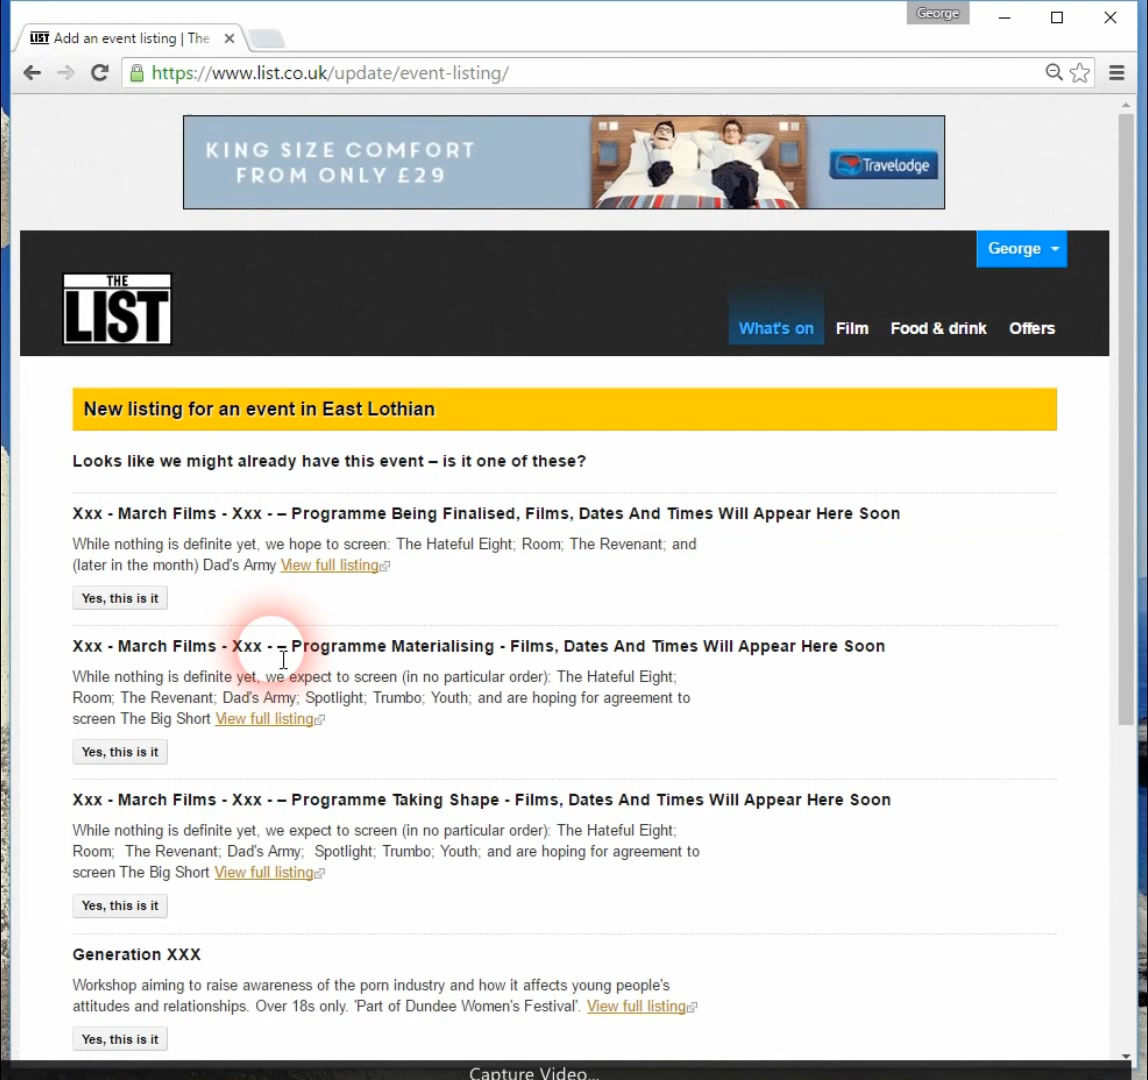 George
LIST Add an event listing | The
https://www.list.co.uk/update/event-listing/
KING SIZE COMFORT
FROM ONLY £29
Travelodge
George
THE
LIST
What's on Film Food & drink Offers
New listing for an event in East Lothian
Looks like we might already have this event – is it one of these?
Xxx - March Films - Xxx - – Programme Being Finalised, Films, Dates And Times Will Appear Here Soon
While nothing is definite yet, we hope to screen: The Hateful Eight; Room; The Revenant; and
(later in the month) Dad's Army View full listing
Yes, this is it
Xxx - March Films - Xxx - – Programme Materialising - Films, Dates And Times Will Appear Here Soon
While nothing is definite yet, we expect to screen (in no particular order): The Hateful Eight;
Room; The Revenant; Dad's Army; Spotlight; Trumbo; Youth; and are hoping for agreement to
screen The Big Short View full listing
Yes, this is it
Xxx - March Films - Xxx - – Programme Taking Shape - Films, Dates And Times Will Appear Here Soon
While nothing is definite yet, we expect to screen (in no particular order): The Hateful Eight;
Room; The Revenant; Dad's Army; Spotlight; Trumbo; Youth; and are hoping for agreement to
screen The Big Short View full listing
Yes, this is it
Generation XXX
Workshop aiming to raise awareness of the porn industry and how it affects young people's
attitudes and relationships. Over 18s only. 'Part of Dundee Women's Festival'. View full listing
Yes, this is it
Capture Video...